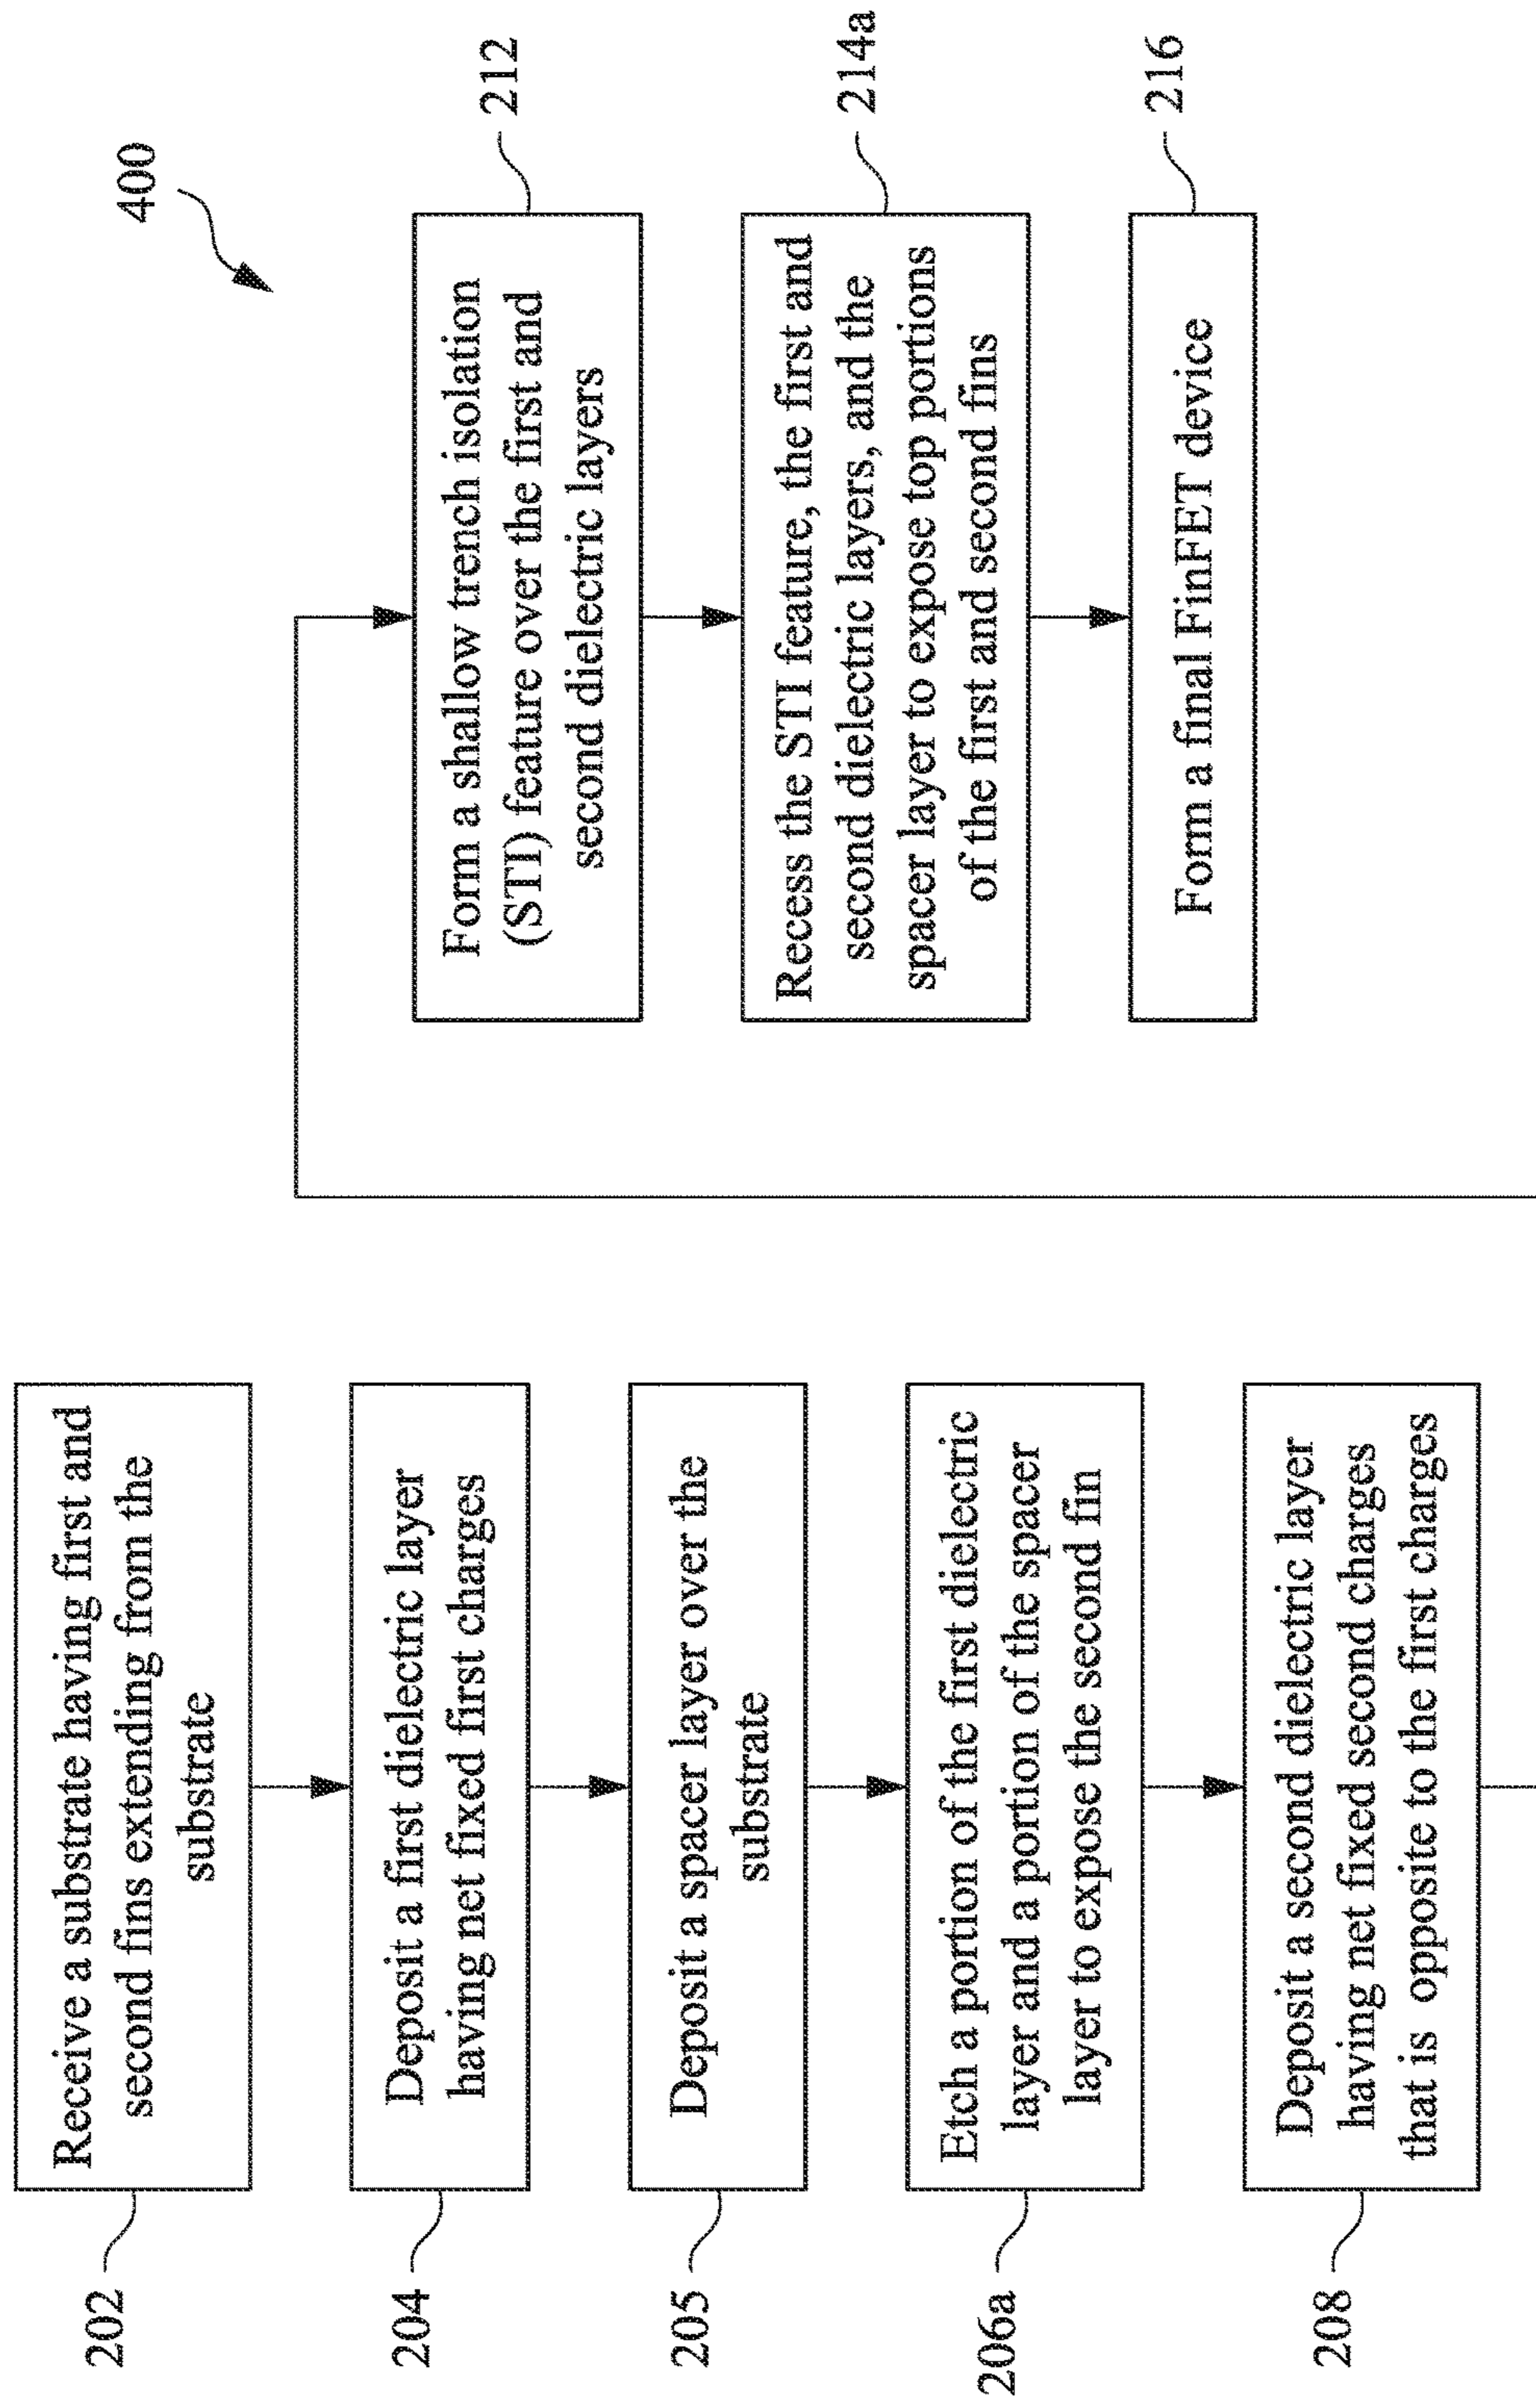 400
202
Receive a substrate having first and
second fins extending from the
substrate
204
Deposit a first dielectric layer
having net fixed first charges
205
Deposit a spacer layer over the
substrate
206a
Etch a portion of the first dielectric
layer and a portion of the spacer
layer to expose the second fin
208
Deposit a second dielectric layer
having net fixed second charges
that is opposite to the first charges
212
Form a shallow trench isolation
(STI) feature over the first and
second dielectric layers
214a
Recess the STI feature, the first and
second dielectric layers, and the
spacer layer to expose top portions
of the first and second fins
216
Form a final FinFET device